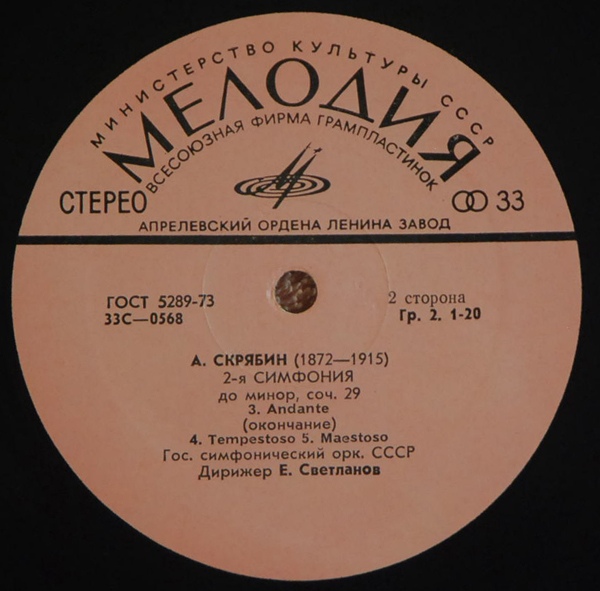 МИНИСТЕРСТВО КУЛЬТУРЫ СССР
МЕЛОДИЯ
ВСЕСОЮЗНАЯ ФИРМА ГРАМПЛАСТИНОК
СТЕРЕО
33
АПРЕЛЕВСКИЙ ОРДЕНА ЛЕНИНА ЗАВОД
ГОСТ 5289-73
33С—0568
2 сторона
Гр. 2. 1-20
А. СКРЯБИН (1872—1915)
2-я СИМФОНИЯ
до минор, соч. 29
3. Andante
(окончание)
4. Tempestoso 5. Maestoso
Гос. симфонический орк. СССР
Дирижер Е. Светланов